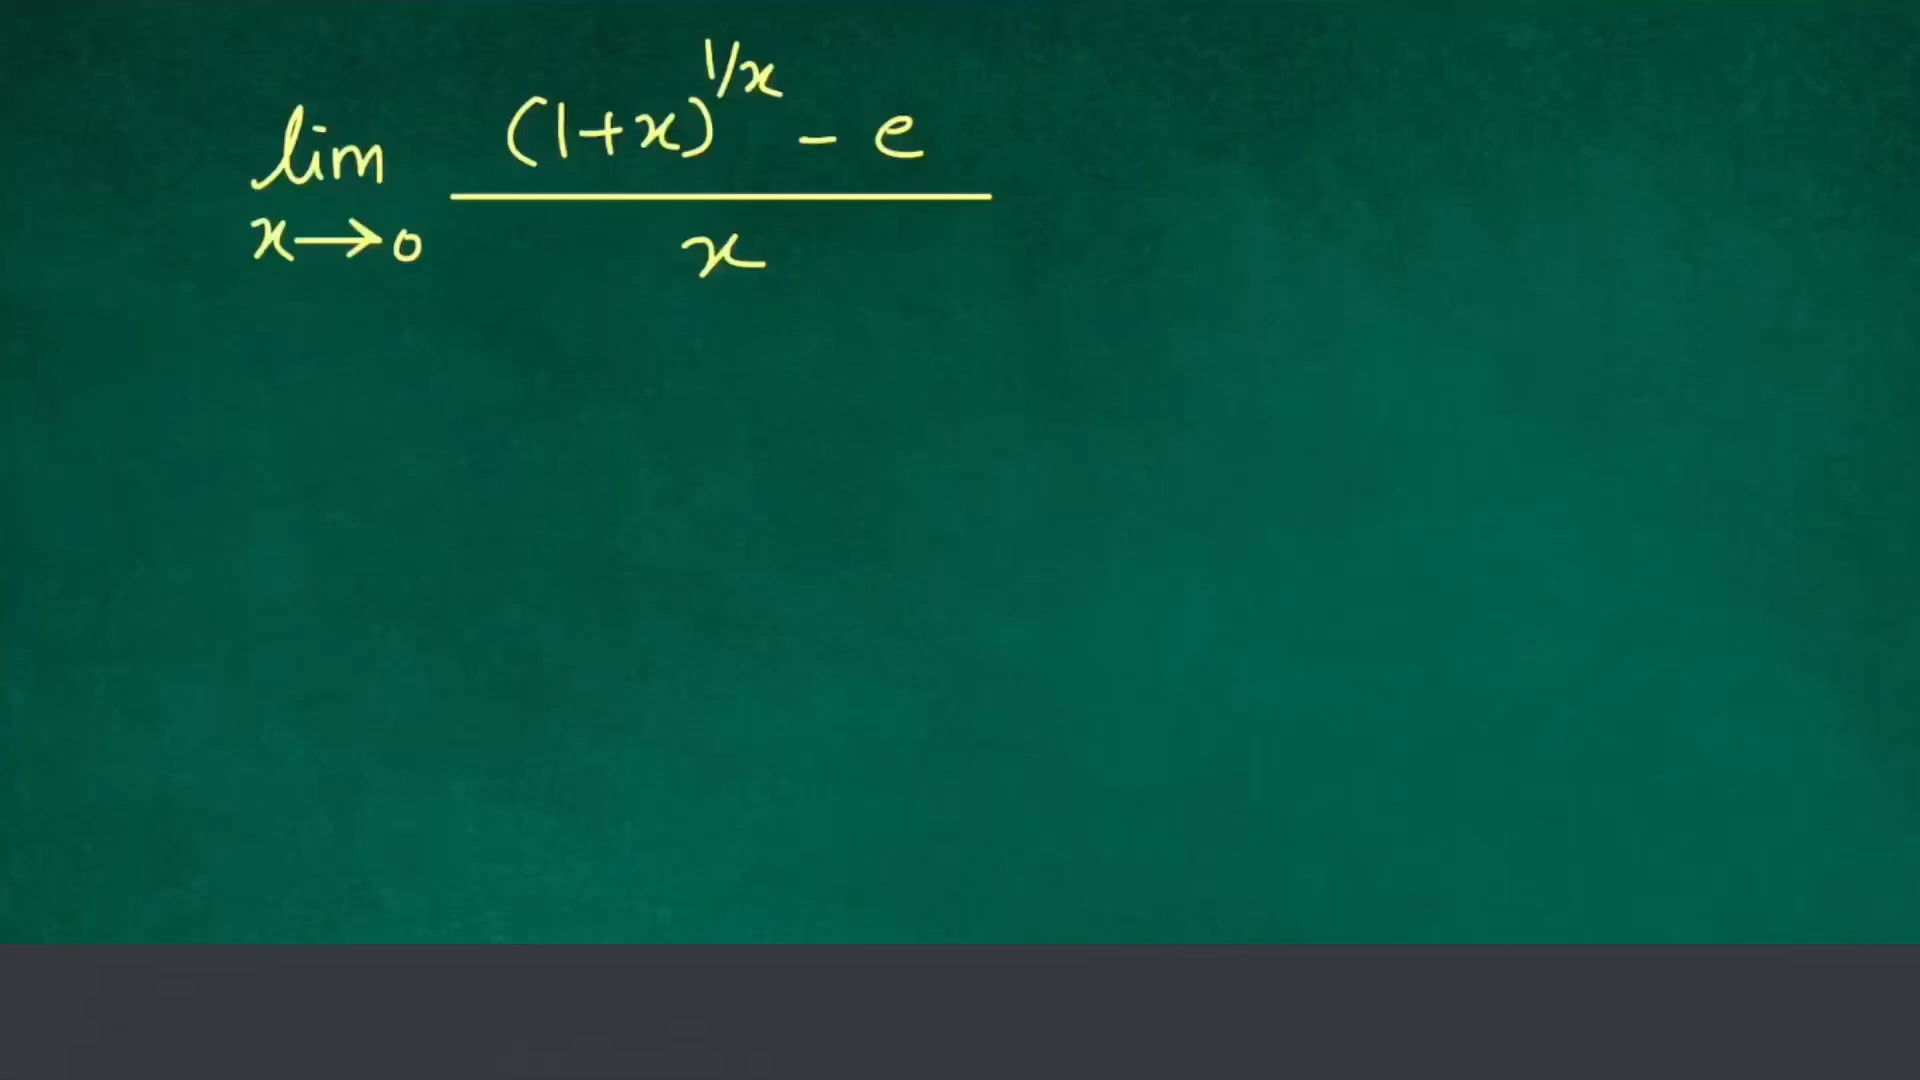 lim (1+x)^1/x - e
x→0 x